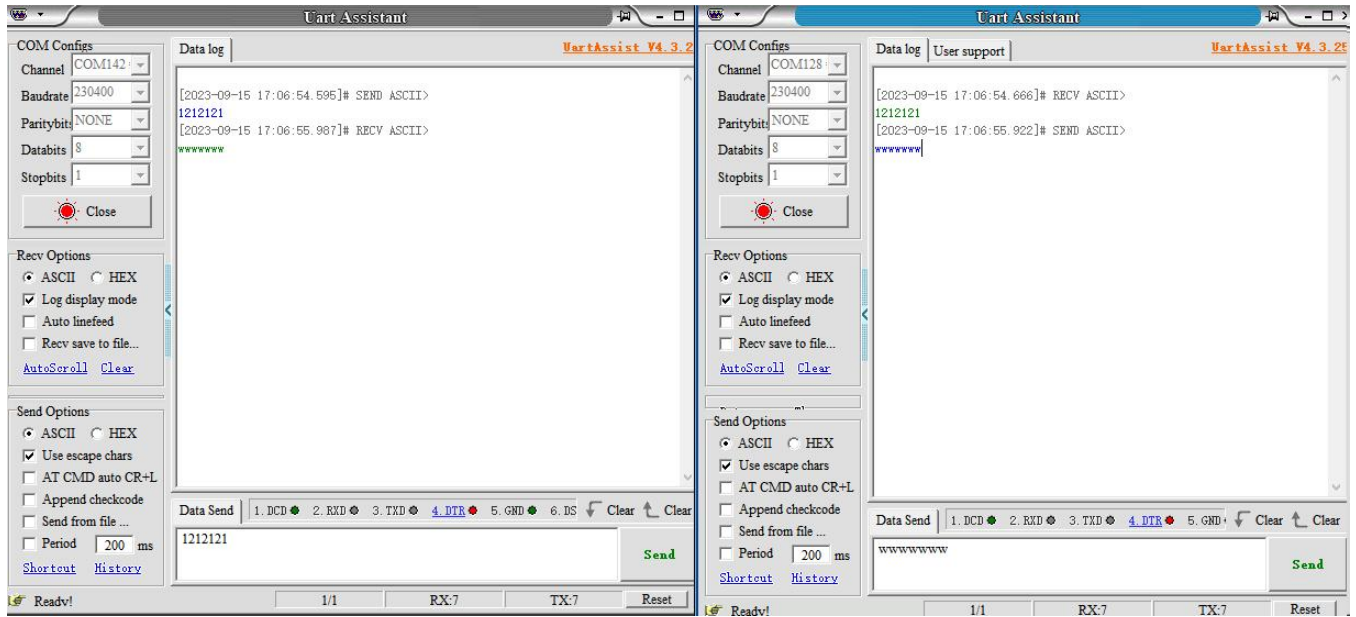 Uart Assistant
COM Configs
Channel COM142
Baudrate 230400
Paritybit: NONE
Databits 8
Stopbits 1
Close
Recv Options
ASCII HEX
Log display mode
Auto linefeed
Recv save to file...
AutoScroll Clear
Send Options
ASCII HEX
Use escape chars
AT CMD auto CR+L
Append checkcode
Send from file ...
Period 200 ms
Shortcut History
Data log
UartAssist V4.3.2
[2023-09-15 17:06:54.595]# SEND ASCII>
1212121
[2023-09-15 17:06:55.987]# RECV ASCII>
wwwwwww
Data Send 1. DCD 2. RXD 3. TXD 4. DTR 5. GND 6. DS Clear Clear
1212121
Send
Ready! 1/1 RX:7 TX:7 Reset
Uart Assistant
COM Configs
Channel COM128
Baudrate 230400
Paritybit: NONE
Databits 8
Stopbits 1
Close
Recv Options
ASCII HEX
Log display mode
Auto linefeed
Recv save to file...
AutoScroll Clear
Send Options
ASCII HEX
Use escape chars
AT CMD auto CR+L
Append checkcode
Send from file ...
Period 200 ms
Shortcut History
Data log User support
UartAssist V4.3.25
[2023-09-15 17:06:54.666]# RECV ASCII>
1212121
[2023-09-15 17:06:55.922]# SEND ASCII>
wwwwwww
Data Send 1. DCD 2. RXD 3. TXD 4. DTR 5. GND Clear Clear
wwwwwww
Send
Ready! 1/1 RX:7 TX:7 Reset